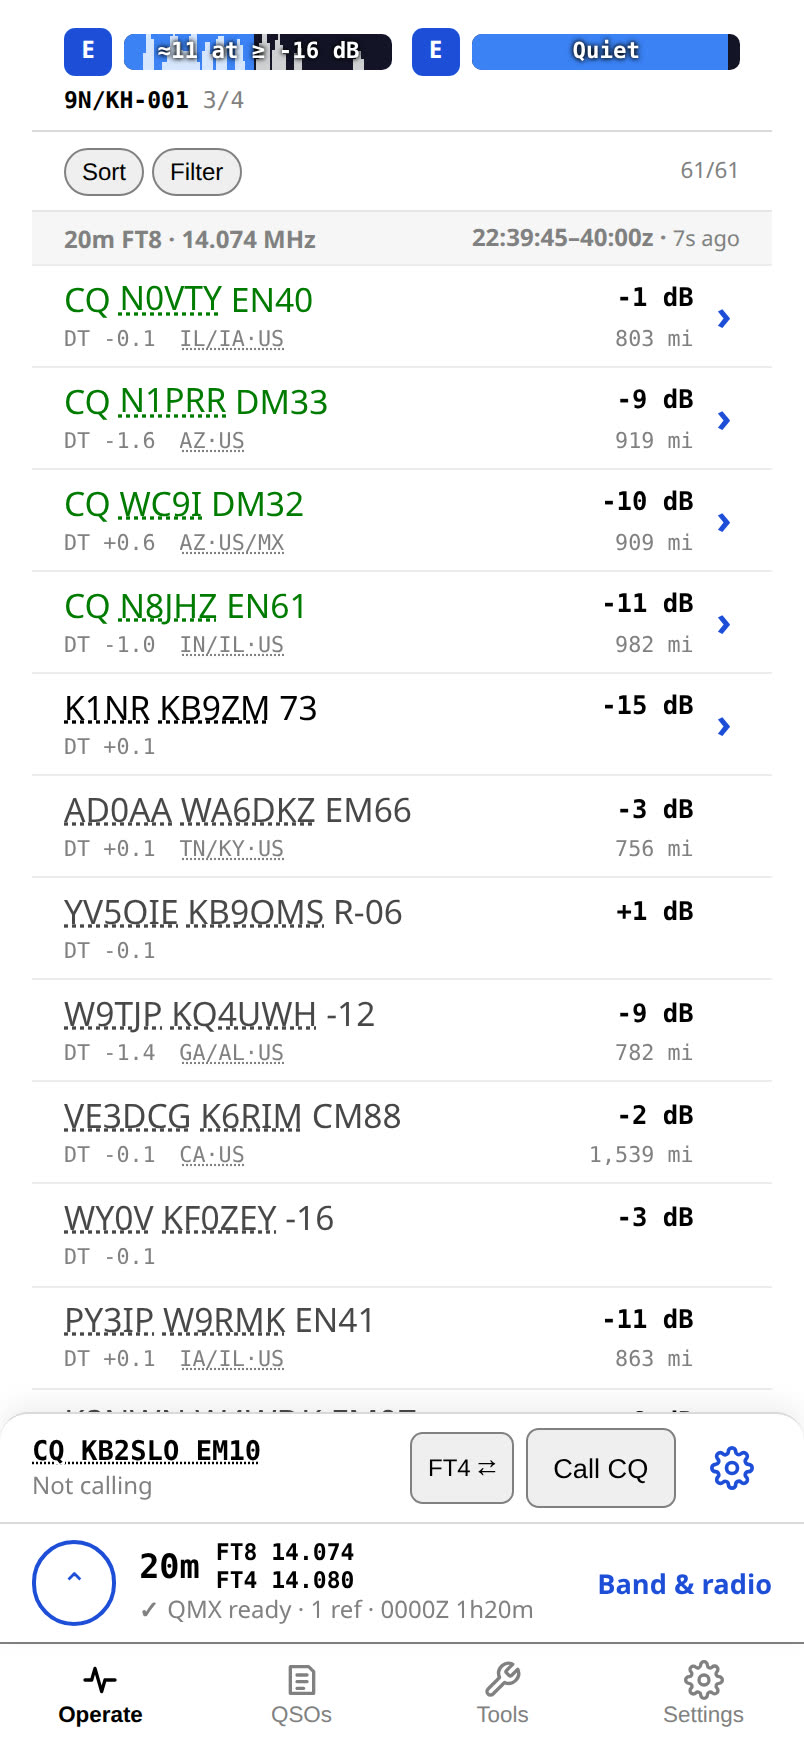 E ≈11 at ≥ -16 dB E Quiet
9N/KH-001 3/4
Sort Filter 61/61
20m FT8 · 14.074 MHz 22:39:45–40:00z · 7s ago
CQ N0VTY EN40 -1 dB
DT -0.1 IL/IA·US 803 mi
CQ N1PRR DM33 -9 dB
DT -1.6 AZ·US 919 mi
CQ WC9I DM32 -10 dB
DT +0.6 AZ·US/MX 909 mi
CQ N8JHZ EN61 -11 dB
DT -1.0 IN/IL·US 982 mi
K1NR KB9ZM 73 -15 dB
DT +0.1
AD0AA WA6DKZ EM66 -3 dB
DT +0.1 TN/KY·US 756 mi
YV5OIE KB9OMS R-06 +1 dB
DT -0.1
W9TJP KQ4UWH -12 -9 dB
DT -1.4 GA/AL·US 782 mi
VE3DCG K6RIM CM88 -2 dB
DT -0.1 CA·US 1,539 mi
WY0V KF0ZEY -16 -3 dB
DT -0.1
PY3IP W9RMK EN41 -11 dB
DT +0.1 IA/IL·US 863 mi
CQ KB2SLO EM10
Not calling
FT4 ⇄ Call CQ
20m FT8 14.074
FT4 14.080
✓ QMX ready · 1 ref · 0000Z 1h20m
Band & radio
Operate QSOs Tools Settings